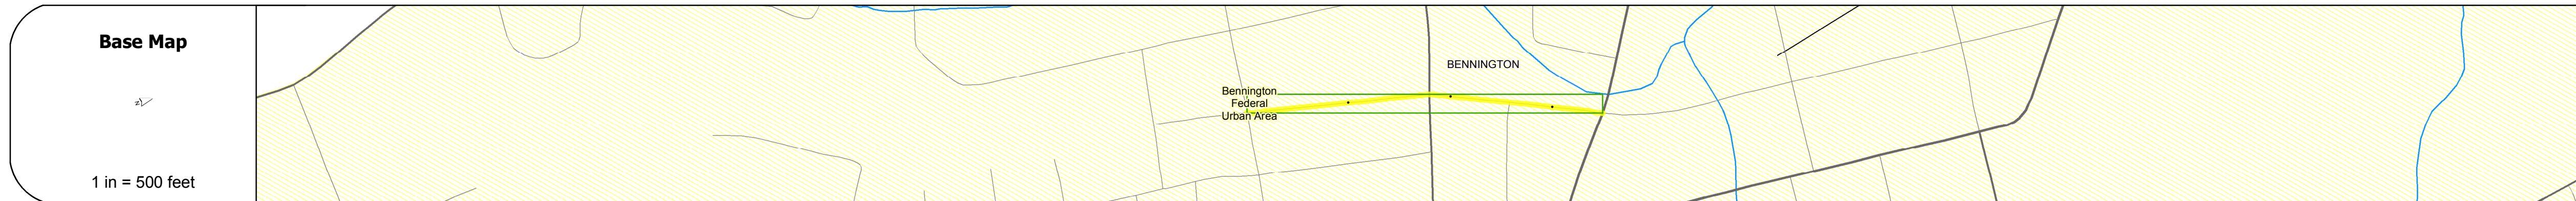 Base Map
N
1 in = 500 feet
BENNINGTON
Bennington
Federal
Urban Area